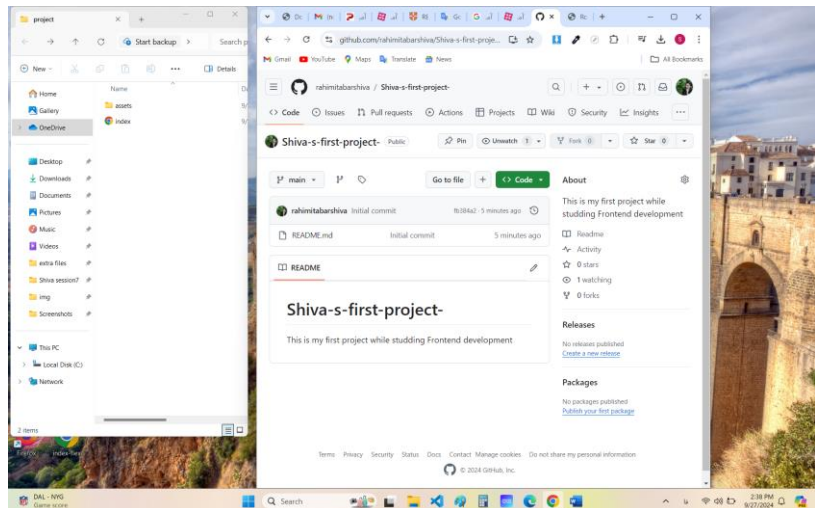 project
Start backup
Search p
New
Details
Name
Home
Gallery
OneDrive
assets
index
Desktop
Downloads
Documents
Pictures
Music
Videos
extra files
Shiva session7
img
Screenshots
This PC
Local Disk (C:)
Network
2 items
github.com/rahimitabarshiva/Shiva-s-first-proje...
Gmail YouTube Maps Translate News All Bookmarks
rahimitabarshiva / Shiva-s-first-project-
Code Issues Pull requests Actions Projects Wiki Security Insights
Shiva-s-first-project- Public Pin Unwatch 1 Fork 0 Star 0
main Go to file Code
rahimitabarshiva Initial commit fb384a2 · 5 minutes ago
README.md Initial commit 5 minutes ago
README
Shiva-s-first-project-
This is my first project while studding Frontend development
About
This is my first project while
studding Frontend development
Readme
Activity
0 stars
1 watching
0 forks
Releases
No releases published
Create a new release
Packages
No packages published
Publish your first package
Terms Privacy Security Status Docs Contact Manage cookies Do not share my personal information
© 2024 GitHub, Inc.
DAL - NYG
Game score
Search
2:38 PM
9/27/2024